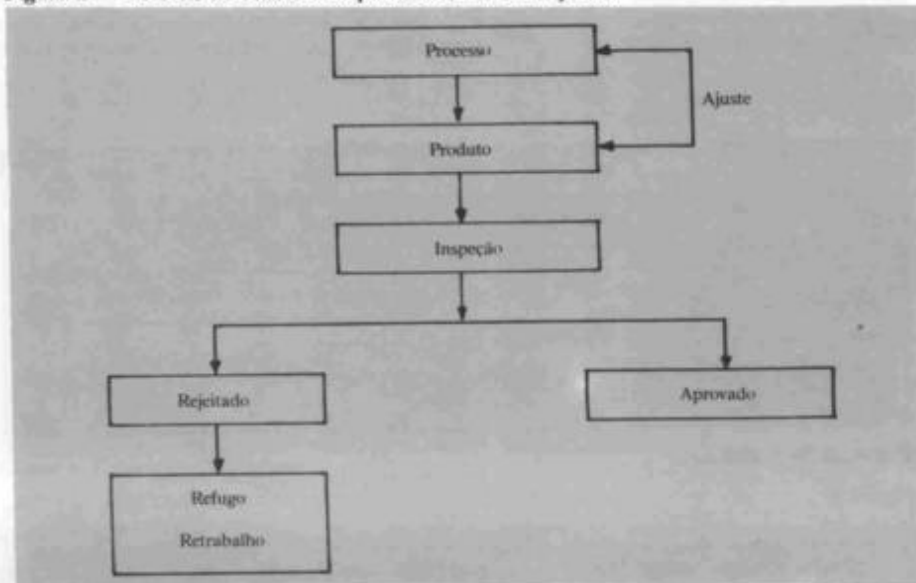 Processo
Ajuste
Produto
Inspeção
Rejeitado
Aprovado
Refugo
Retrabalho